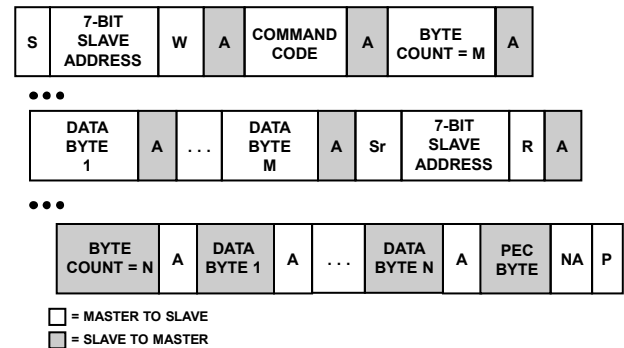 S 7-BIT SLAVE ADDRESS W A COMMAND CODE A BYTE COUNT = M A
DATA BYTE 1 A . . . DATA BYTE M A Sr 7-BIT SLAVE ADDRESS R A
BYTE COUNT = N A DATA BYTE 1 A . . . DATA BYTE N A PEC BYTE NA P
= MASTER TO SLAVE
= SLAVE TO MASTER